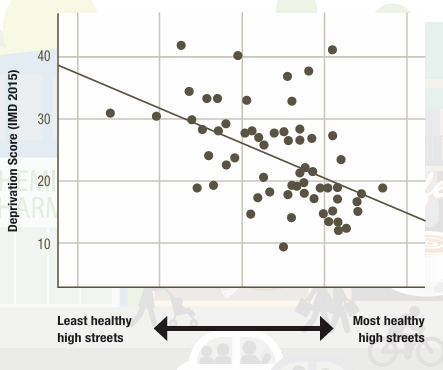 Deprivation Score (IMD 2015)
40
30
20
10
Least healthy
high streets
Most healthy
high streets